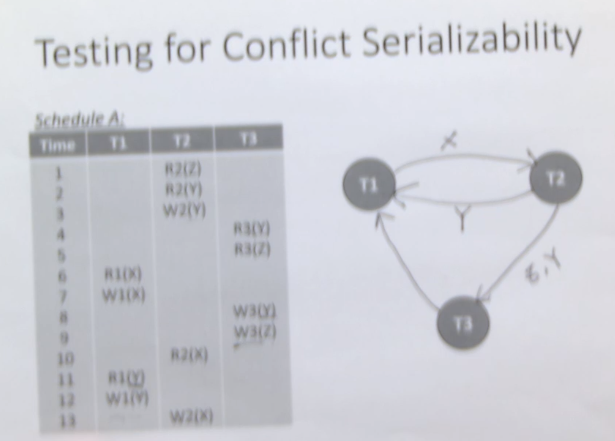 Testing for Conflict Serializability
Schedule A:
Time T1 T2 T3
1 R2(Z)
2 R2(Y)
3 W2(Y)
4 R3(Y)
5 R3(Z)
6 R1(X)
7 W1(X)
8 W3(Y)
9 W3(Z)
10 R2(X)
11 R1(Y)
12 W1(Y)
13 W2(X)
X
T1
T2
Y
Z,Y
T3